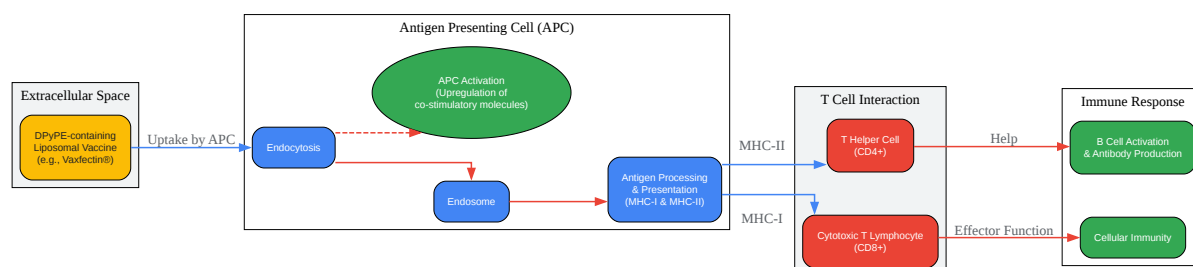 Antigen Presenting Cell (APC)
APC Activation
(Upregulation of
co-stimulatory molecules)
Extracellular Space
DPyPE-containing
Liposomal Vaccine
(e.g., Vaxfectin®)
Uptake by APC
Endocytosis
Endosome
Antigen Processing
& Presentation
(MHC-I & MHC-II)
MHC-II
MHC-I
T Cell Interaction
T Helper Cell
(CD4+)
Cytotoxic T Lymphocyte
(CD8+)
Help
Effector Function
Immune Response
B Cell Activation
& Antibody Production
Cellular Immunity